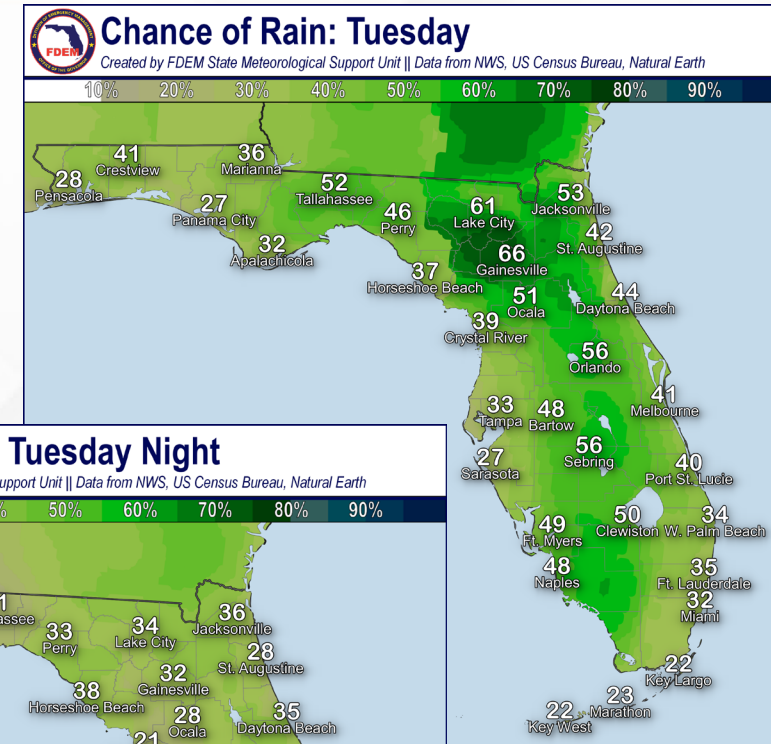 Chance of Rain: Tuesday
Created by FDEM State Meteorological Support Unit || Data from NWS, US Census Bureau, Natural Earth
FDEM
10% 20% 30% 40% 50% 60% 70% 80% 90%
41
Crestview
36
Marianna
28
Pensacola
52
Tallahassee
27
Panama City
46
Perry
61
Lake City
53
Jacksonville
32
Apalachicola
42
St. Augustine
66
Gainesville
37
Horseshoe Beach
51
Ocala
44
Daytona Beach
39
Crystal River
56
Orlando
33
Tampa
48
Bartow
41
Melbourne
56
Sebring
27
Sarasota
40
Port St. Lucie
50
Clewiston
34
W. Palm Beach
49
Ft. Myers
48
Naples
35
Ft. Lauderdale
32
Miami
22
Key Largo
23
Marathon
22
Key West
Tuesday Night
upport Unit || Data from NWS, US Census Bureau, Natural Earth
% 50% 60% 70% 80% 90%
1
assee
33
Perry
34
Lake City
36
Jacksonville
28
St. Augustine
32
Gainesville
38
Horseshoe Beach
28
Ocala
35
Daytona Beach
21